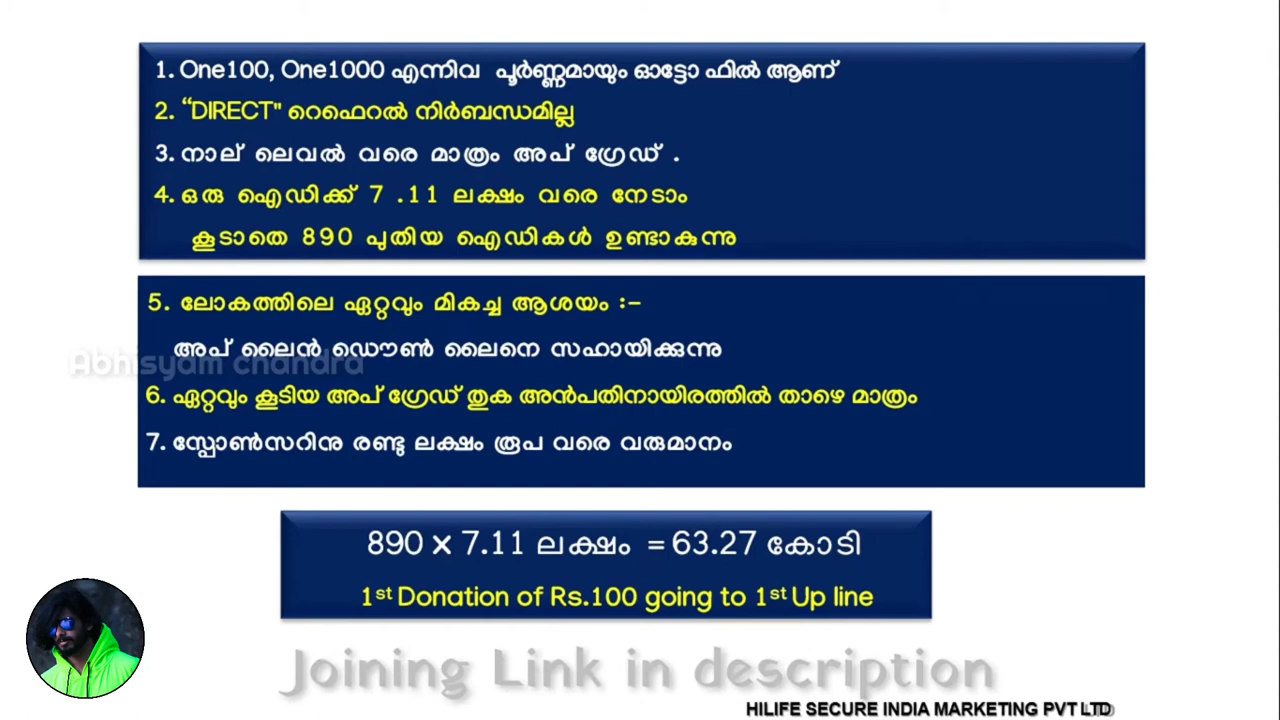 1. One100, One1000 എന്നിവ പൂർണ്ണമായും ഓട്ടോ ഫിൽ ആണ്
2. “DIRECT" റെഫെറൽ നിർബന്ധമില്ല
3. നാല് ലെവൽ വരെ മാത്രം അപ് ഗ്രേഡ് .
4. ഒരു ഐഡിക്ക് 7 .11 ലക്ഷം വരെ നേടാം
കൂടാതെ 890 പുതിയ ഐഡികൾ ഉണ്ടാകുന്നു
5. ലോകത്തിലെ ഏറ്റവും മികച്ച ആശയം :-
അപ് ലൈൻ ഡൌൺ ലൈനെ സഹായിക്കുന്നു
Abhisyam chandra
6. ഏറ്റവും കൂടിയ അപ് ഗ്രേഡ് തുക അൻപതിനായിരത്തിൽ താഴെ മാത്രം
7. സ്പോൺസറിനു രണ്ടു ലക്ഷം രൂപ വരെ വരുമാനം
890 x 7.11 ലക്ഷം = 63.27 കോടി
1st Donation of Rs.100 going to 1st Up line
Joining Link in description
HILIFE SECURE INDIA MARKETING PVT LTD